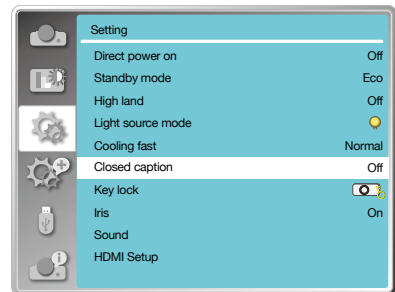 Setting
Direct power on Off
Standby mode Eco
High land Off
Light source mode
Cooling fast Normal
Closed caption Off
Key lock
Iris On
Sound
HDMI Setup